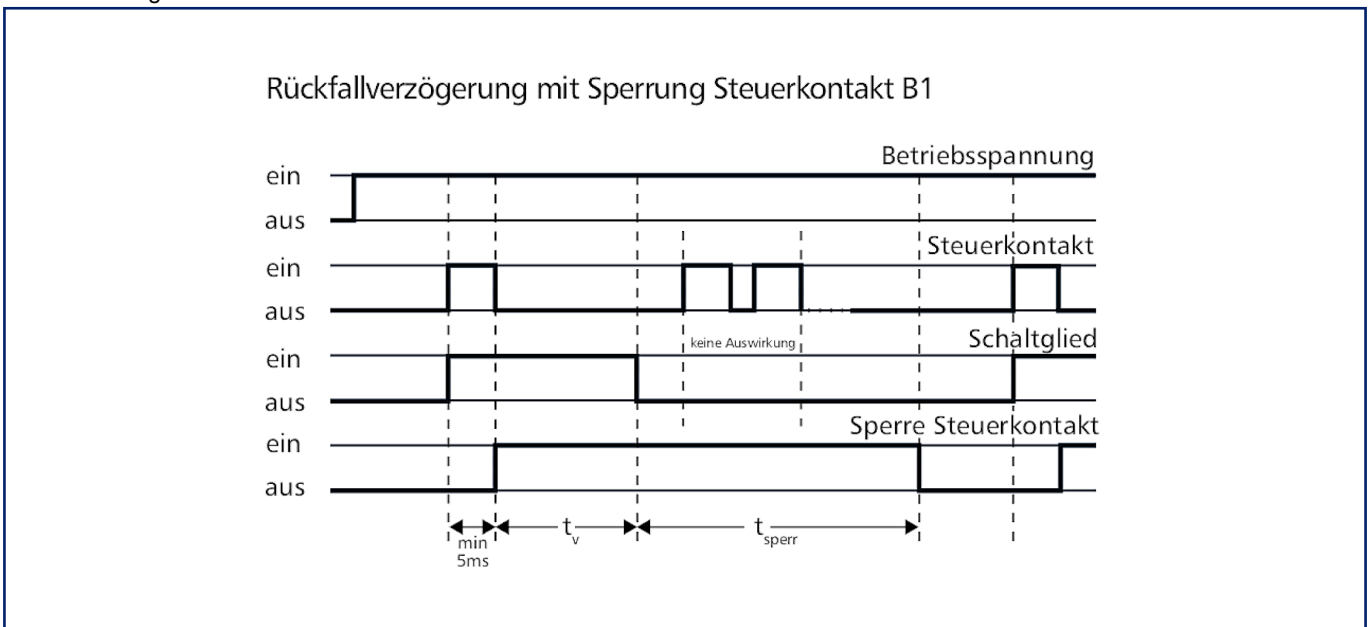 Rückfallverzögerung mit Sperrung Steuerkontakt B1
Betriebsspannung
ein
aus
Steuerkontakt
ein
aus
keine Auswirkung
Schaltglied
ein
aus
Sperre Steuerkontakt
ein
aus
min
5ms
tv
tsperr